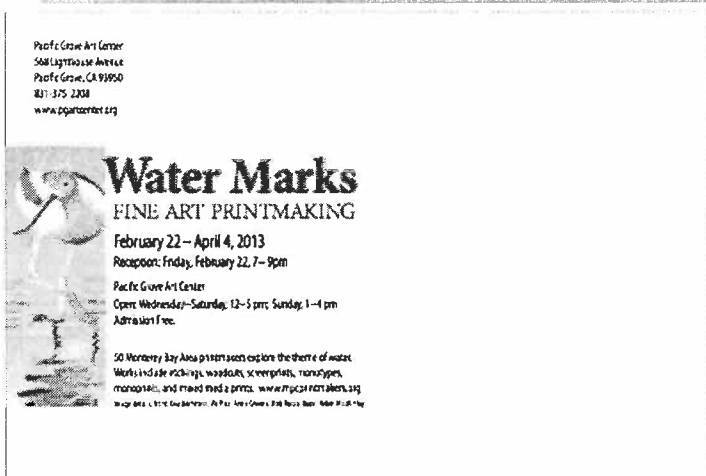 Pacific Grove Art Center
568 Lighthouse Avenue
Pacific Grove, CA 93950
831-375-2208
www.pgartcenter.org
Water Marks
FINE ART PRINTMAKING
February 22 – April 4, 2013
Reception: Friday, February 22, 7– 9pm
Pacific Grove Art Center
Open: Wednesday–Saturday, 12–5 pm; Sunday, 1–4 pm
Admission Free.
50 Monterey Bay Area printmakers explore the theme of water.
Works include etchings, woodcuts, screenprints, monotypes,
monoprints, and mixed media prints. www.mpcprintmakers.org